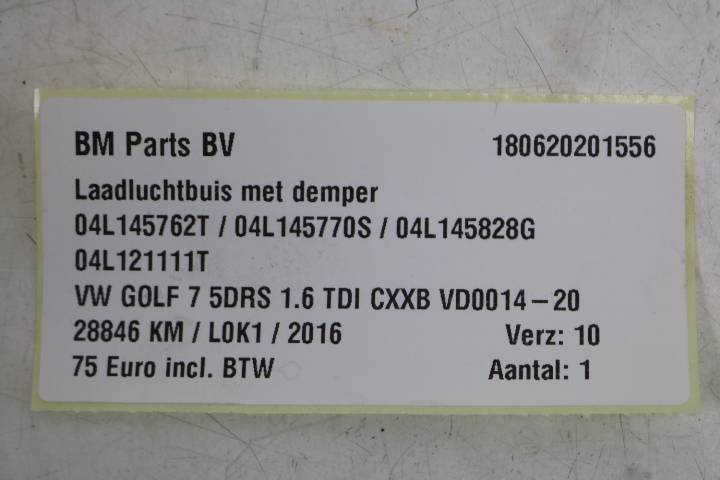 BM Parts BV 180620201556
Laadluchtbuis met demper
04L145762T / 04L145770S / 04L145828G
04L121111T
VW GOLF 7 5DRS 1.6 TDI CXXB VD0014-20
28846 KM / L0K1 / 2016 Verz: 10
75 Euro incl. BTW Aantal: 1